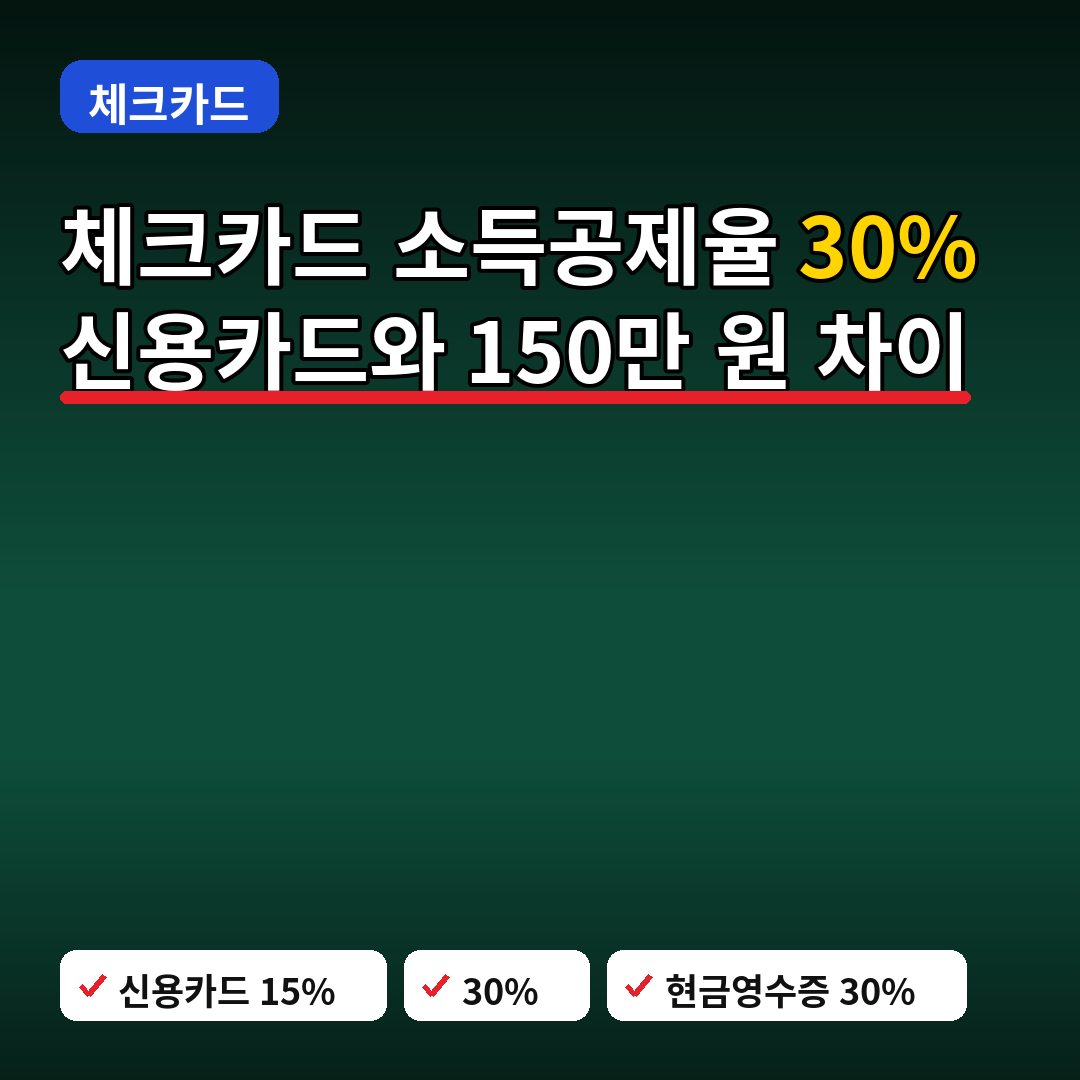 체크카드
체크카드 소득공제율 30%
신용카드와 150만 원 차이
신용카드 15%
30%
현금영수증 30%